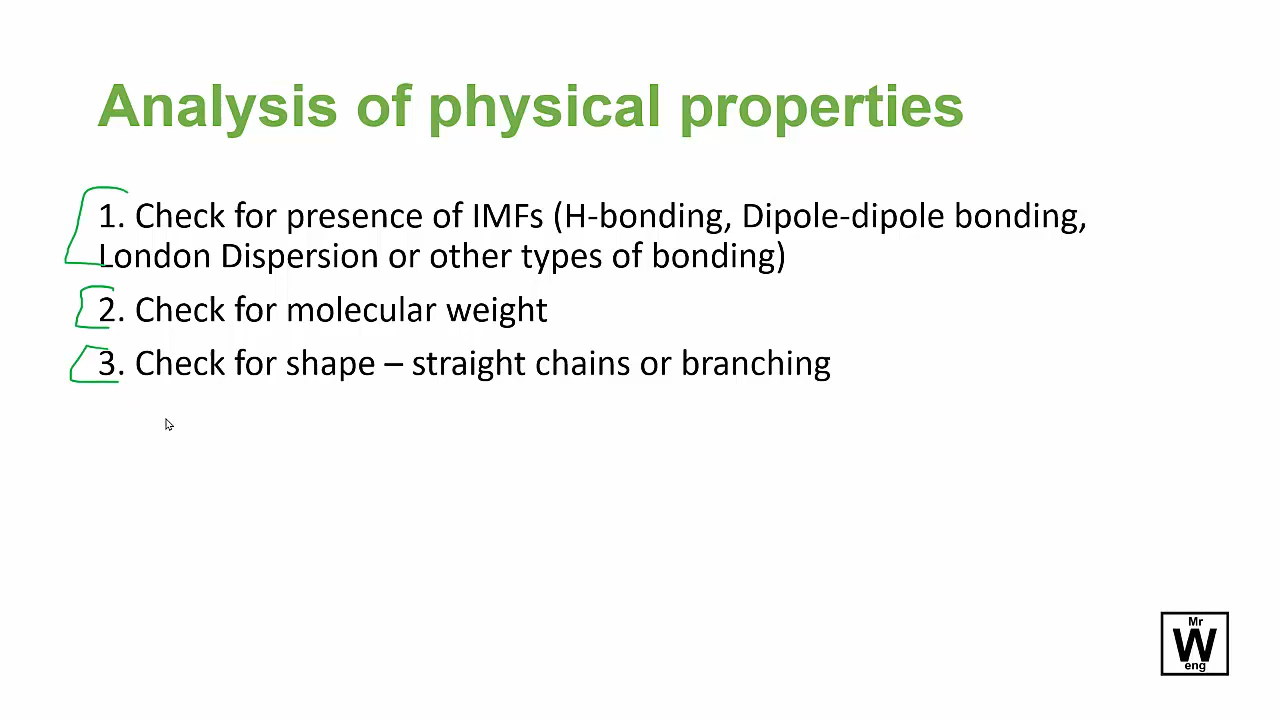 Analysis of physical properties
1. Check for presence of IMFs (H-bonding, Dipole-dipole bonding,
London Dispersion or other types of bonding)
2. Check for molecular weight
3. Check for shape – straight chains or branching
Mr
W
eng